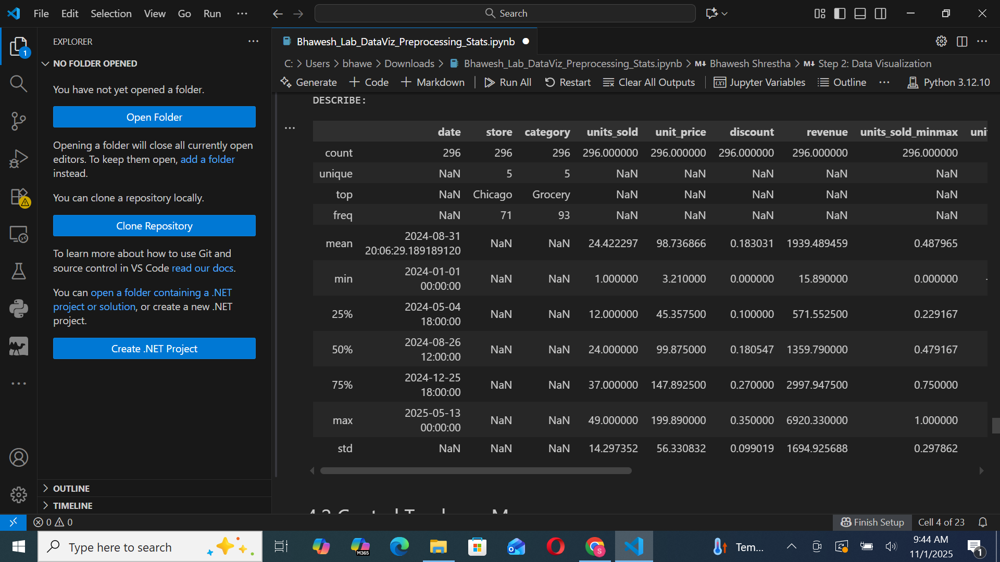 File Edit Selection View Go Run ··· Search
EXPLORER ···
NO FOLDER OPENED
You have not yet opened a folder.
Open Folder
Opening a folder will close all currently open
editors. To keep them open, add a folder
instead.
You can clone a repository locally.
Clone Repository
To learn more about how to use Git and
source control in VS Code read our docs.
You can open a folder containing a .NET
project or solution, or create a new .NET
project.
Create .NET Project
OUTLINE
TIMELINE
1
Bhawesh_Lab_DataViz_Preprocessing_Stats.ipynb
C: > Users > bhawe > Downloads > Bhawesh_Lab_DataViz_Preprocessing_Stats.ipynb > M↓ Bhawesh Shrestha > M↓ Step 2: Data Visualization
Generate + Code + Markdown | Run All Restart Clear All Outputs | Jupyter Variables Outline ··· Python 3.12.10
DESCRIBE:
date store category units_sold unit_price discount revenue units_sold_minmax
count 296 296 296 296.000000 296.000000 296.000000 296.000000 296.000000
unique NaN 5 5 NaN NaN NaN NaN NaN
top NaN Chicago Grocery NaN NaN NaN NaN NaN
freq NaN 71 93 NaN NaN NaN NaN NaN
mean 2024-08-31 20:06:29.189189120 NaN NaN 24.422297 98.736866 0.183031 1939.489459 0.487965
min 2024-01-01 00:00:00 NaN NaN 1.000000 3.210000 0.000000 15.890000 0.000000
25% 2024-05-04 18:00:00 NaN NaN 12.000000 45.357500 0.100000 571.552500 0.229167
50% 2024-08-26 12:00:00 NaN NaN 24.000000 99.875000 0.180547 1359.790000 0.479167
75% 2024-12-25 18:00:00 NaN NaN 37.000000 147.892500 0.270000 2997.947500 0.750000
max 2025-05-13 00:00:00 NaN NaN 49.000000 199.890000 0.350000 6920.330000 1.000000
std NaN NaN NaN 14.297352 56.330832 0.099019 1694.925688 0.297862
0 0 Finish Setup Cell 4 of 23
Type here to search M365 S Tem... 9:44 AM
11/1/2025 1